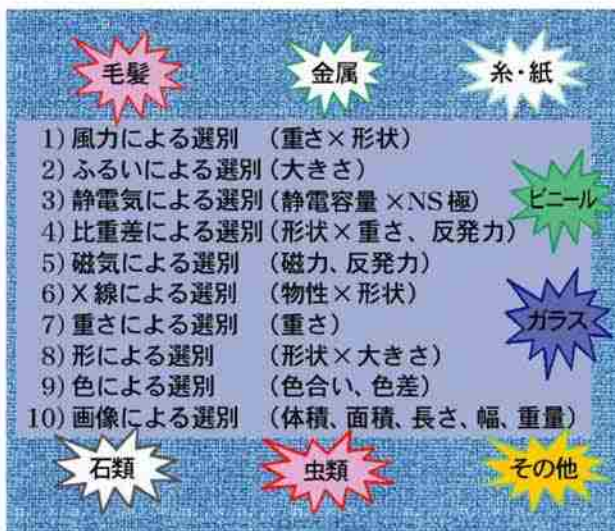 毛髪
金属
糸・紙
1) 風力による選別 (重さ×形状)
2) ふるいによる選別 (大きさ)
3) 静電気による選別 (静電容量×NS極)
4) 比重差による選別 (形状×重さ、反発力)
5) 磁気による選別 (磁力、反発力)
6) X線による選別 (物性×形状)
7) 重さによる選別 (重さ)
8) 形による選別 (形状×大きさ)
9) 色による選別 (色合い、色差)
10) 画像による選別 (体積、面積、長さ、幅、重量)
ビニール
ガラス
石類
虫類
その他